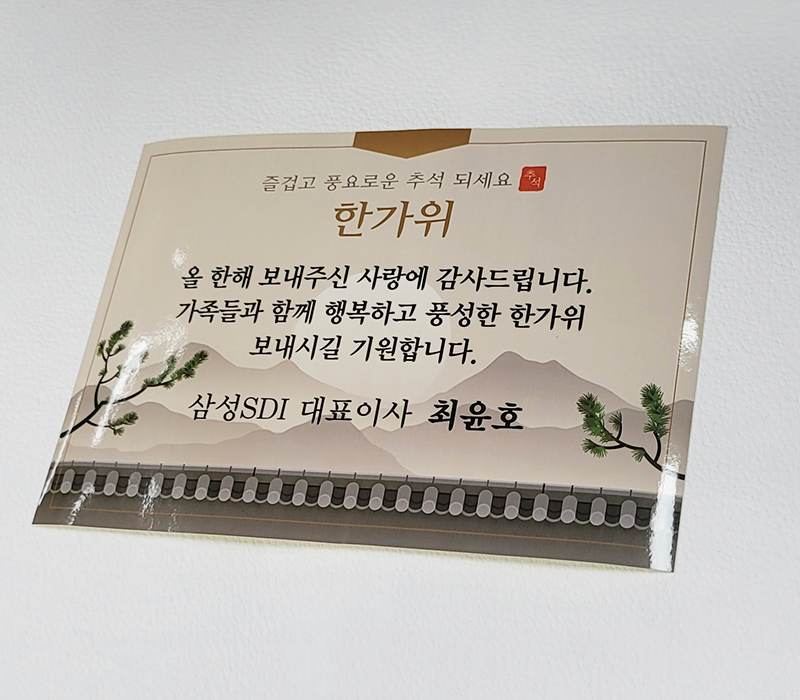 즐겁고 풍요로운 추석 되세요 추석
한가위
올 한해 보내주신 사랑에 감사드립니다.
가족들과 함께 행복하고 풍성한 한가위
보내시길 기원합니다.
삼성SDI 대표이사 최윤호